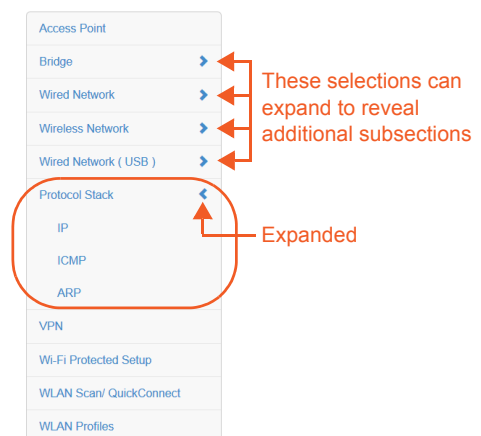 Access Point
Bridge
Wired Network
Wireless Network
Wired Network ( USB )
Protocol Stack
IP
ICMP
ARP
VPN
Wi-Fi Protected Setup
WLAN Scan/ QuickConnect
WLAN Profiles
These selections can
expand to reveal
additional subsections
Expanded